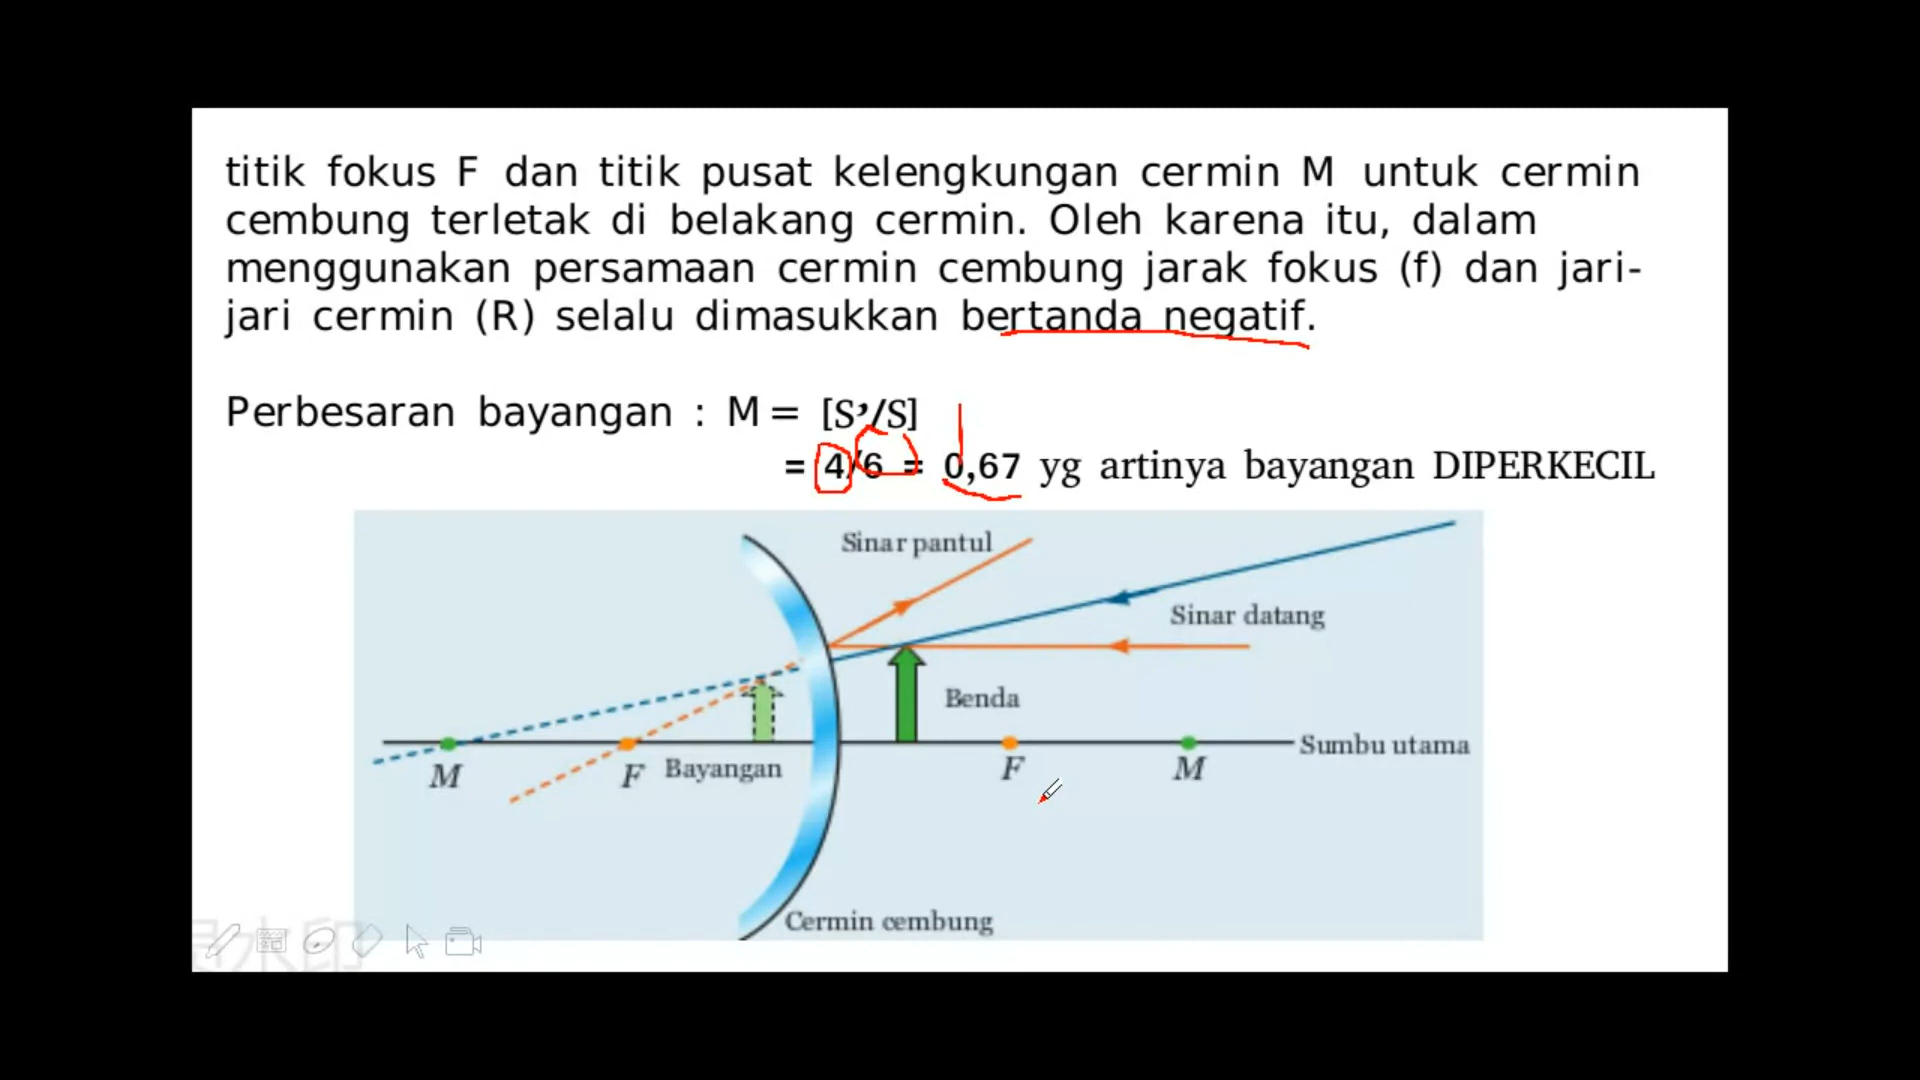 titik fokus F dan titik pusat kelengkungan cermin M untuk cermin
cembung terletak di belakang cermin. Oleh karena itu, dalam
menggunakan persamaan cermin cembung jarak fokus (f) dan jari-
jari cermin (R) selalu dimasukkan bertanda negatif.
Perbesaran bayangan : M = [S’/S]
= 4/6 = 0,67 yg artinya bayangan DIPERKECIL
Sinar pantul
Sinar datang
Benda
Sumbu utama
M F Bayangan F M
Cermin cembung
水印